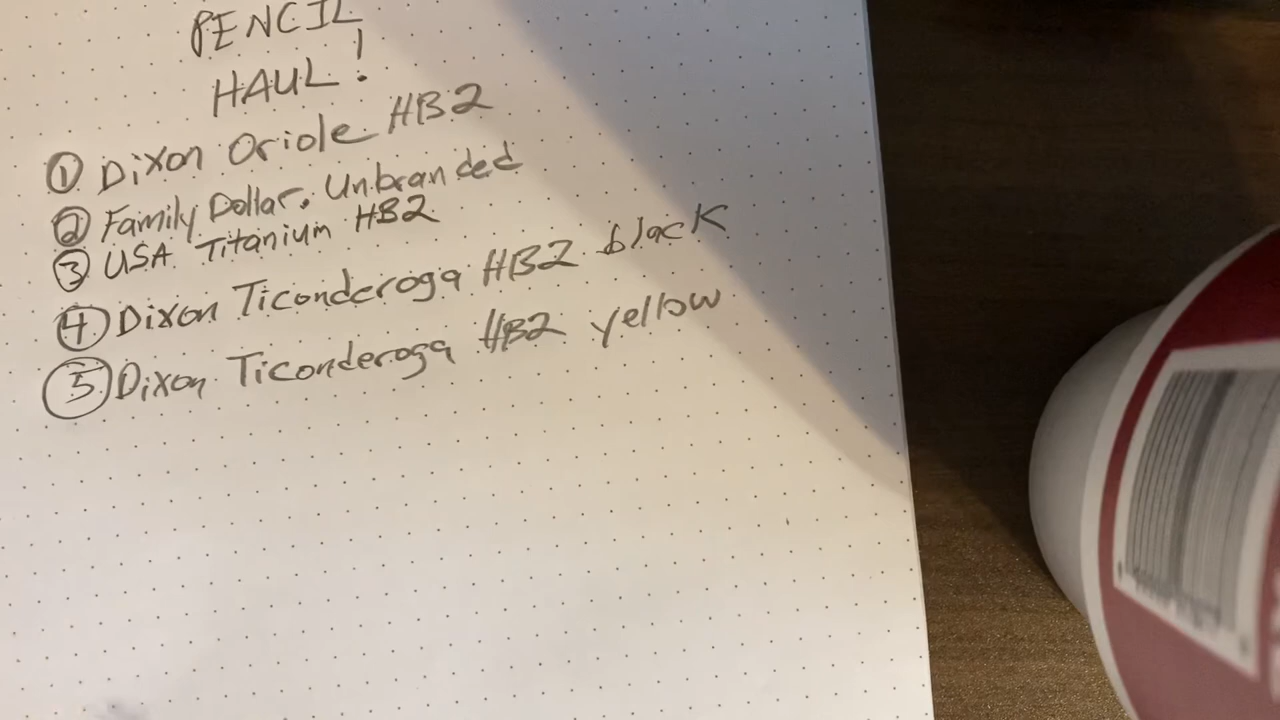 PENCIL
HAUL!
① Dixon Oriole HB2
② Family Dollar. Unbranded
③ USA Titanium HB2
④ Dixon Ticonderoga HB2 black
⑤ Dixon Ticonderoga HB2 yellow